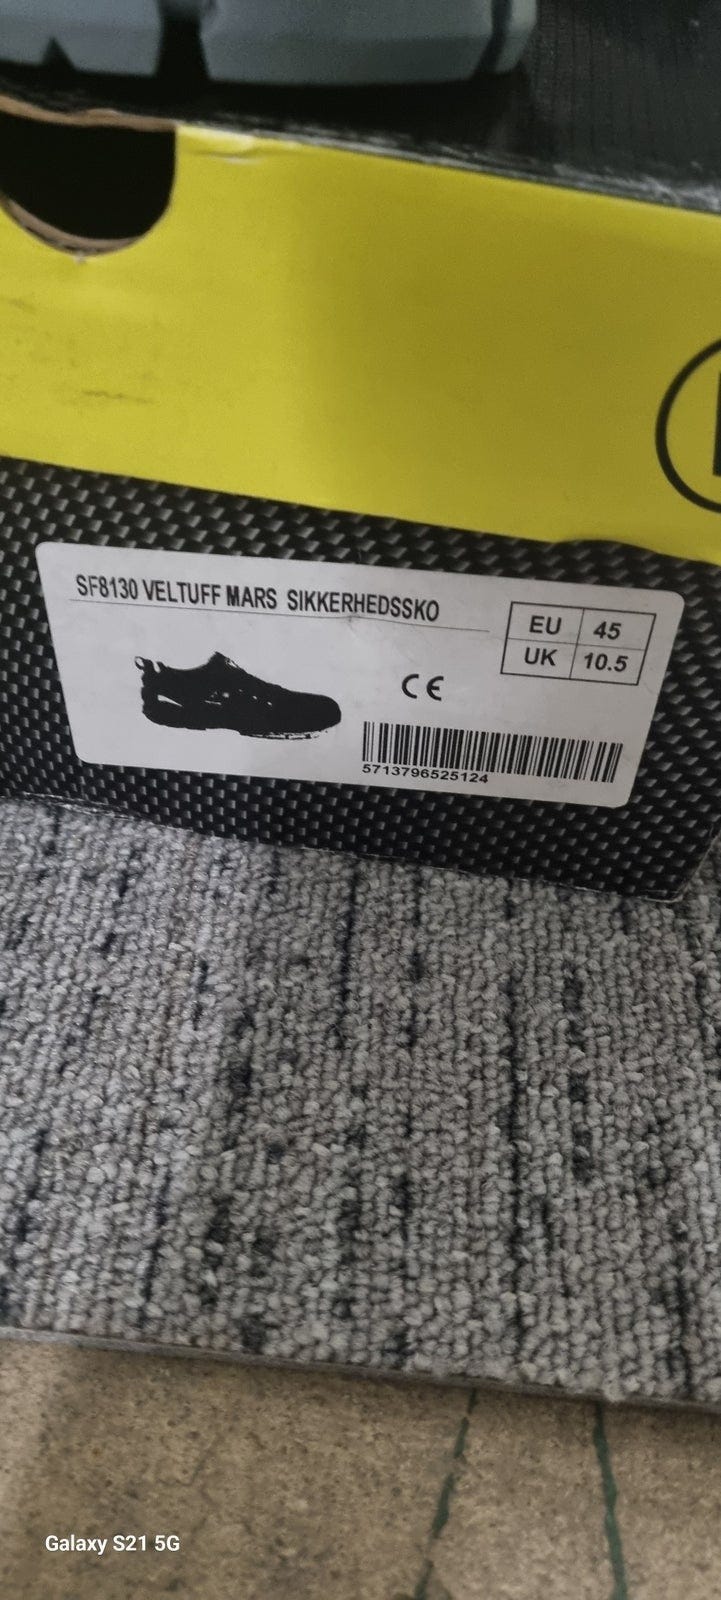 SF8130 VELTUFF MARS SIKKERHEDSSKO
EU 45
UK 10.5
CE
5713796525124
Galaxy S21 5G